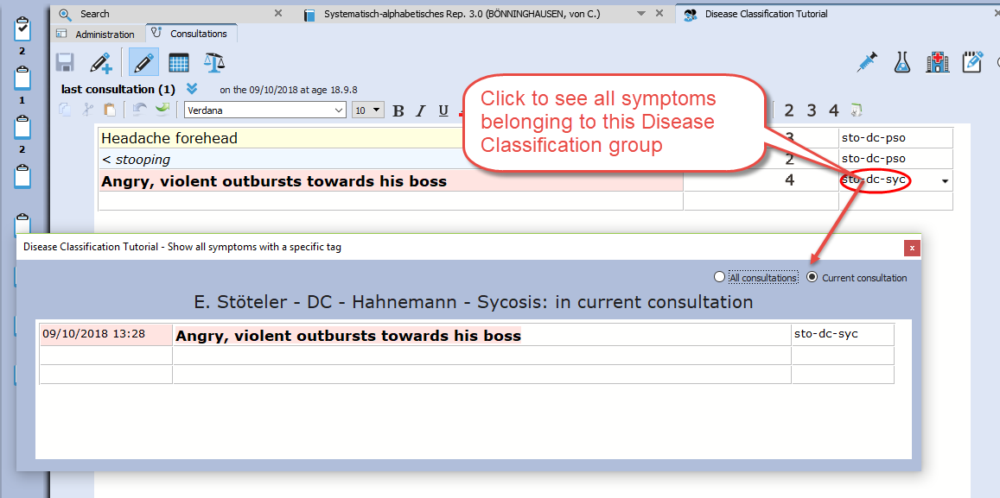 Search
Systematisch-alphabetisches Rep. 3.0 (BÖNNINGHAUSEN, von C.)
Disease Classification Tutorial
Administration
Consultations
2
1
2
last consultation (1)
on the 09/10/2018 at age 18.9.8
Verdana
10
B I U
2 3 4
Click to see all symptoms
belonging to this Disease
Classification group
Headache forehead
3
sto-dc-pso
< stooping
2
sto-dc-pso
Angry, violent outbursts towards his boss
4
sto-dc-syc
Disease Classification Tutorial - Show all symptoms with a specific tag
x
All consultations
Current consultation
E. Stöteler - DC - Hahnemann - Sycosis: in current consultation
09/10/2018 13:28
Angry, violent outbursts towards his boss
sto-dc-syc